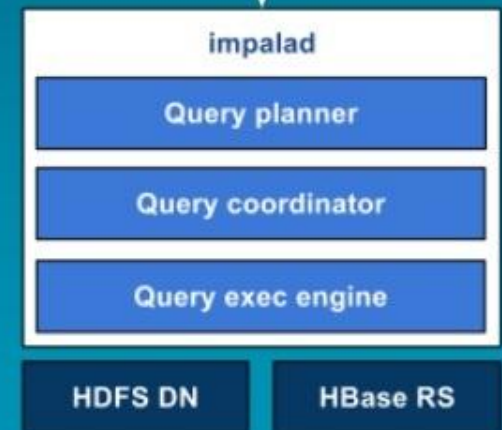 impalad
Query planner
Query coordinator
Query exec engine
HDFS DN HBase RS